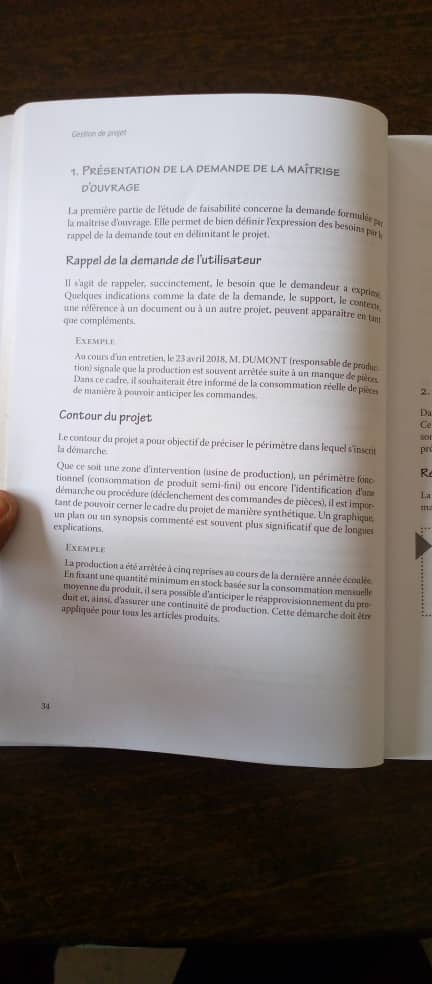 Gestion de projet
1. PRÉSENTATION DE LA DEMANDE DE LA MAÎTRISE
D'OUVRAGE
La première partie de l'étude de faisabilité concerne la demande formulée par
la maîtrise d'ouvrage. Elle permet de bien définir l'expression des besoins par le
rappel de la demande tout en délimitant le projet.
Rappel de la demande de l'utilisateur
Il s'agit de rappeler, succinctement, le besoin que le demandeur a exprimé.
Quelques indications comme la date de la demande, le support, le contexte,
une référence à un document ou à un autre projet, peuvent apparaître en tant
que compléments.
EXEMPLE
Au cours d'un entretien, le 23 avril 2018, M. DUMONT (responsable de produc-
tion) signale que la production est souvent arrêtée suite à un manque de pièces.
Dans ce cadre, il souhaiterait être informé de la consommation réelle de pièces
de manière à pouvoir anticiper les commandes.
Contour du projet
Le contour du projet a pour objectif de préciser le périmètre dans lequel s'inscrit
la démarche.
Que ce soit une zone d'intervention (usine de production), un périmètre fonc-
tionnel (consommation de produit semi-fini) ou encore l'identification d'une
démarche ou procédure (déclenchement des commandes de pièces), il est impor-
tant de pouvoir cerner le cadre du projet de manière synthétique. Un graphique,
un plan ou un synopsis commenté est souvent plus significatif que de longues
explications.
EXEMPLE
La production a été arrêtée à cinq reprises au cours de la dernière année écoulée.
En fixant une quantité minimum en stock basée sur la consommation mensuelle
moyenne du produit, il sera possible d'anticiper le réapprovisionnement du pro-
duit et, ainsi, d'assurer une continuité de production. Cette démarche doit être
appliquée pour tous les articles produits.
34
2.
Da
Ce
La